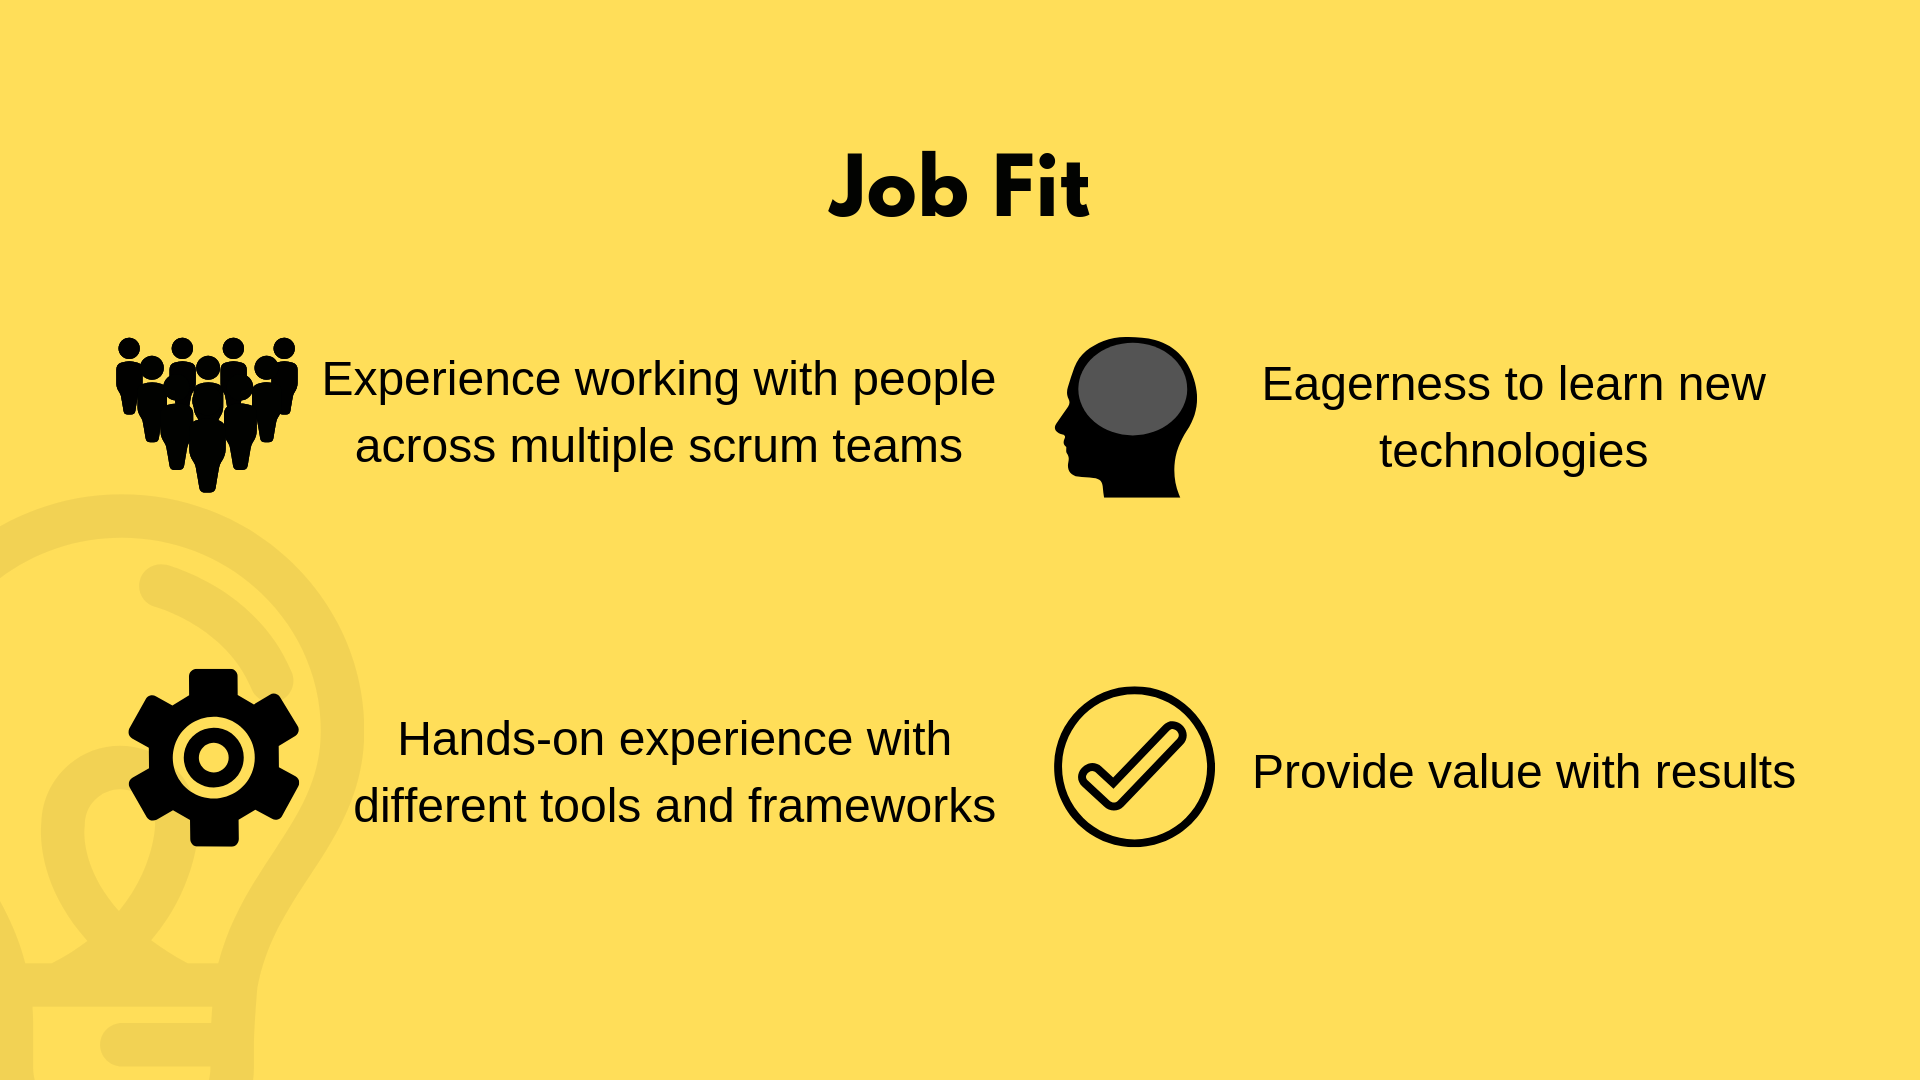 Job Fit
Experience working with people
across multiple scrum teams
Eagerness to learn new
technologies
Hands-on experience with
different tools and frameworks
Provide value with results